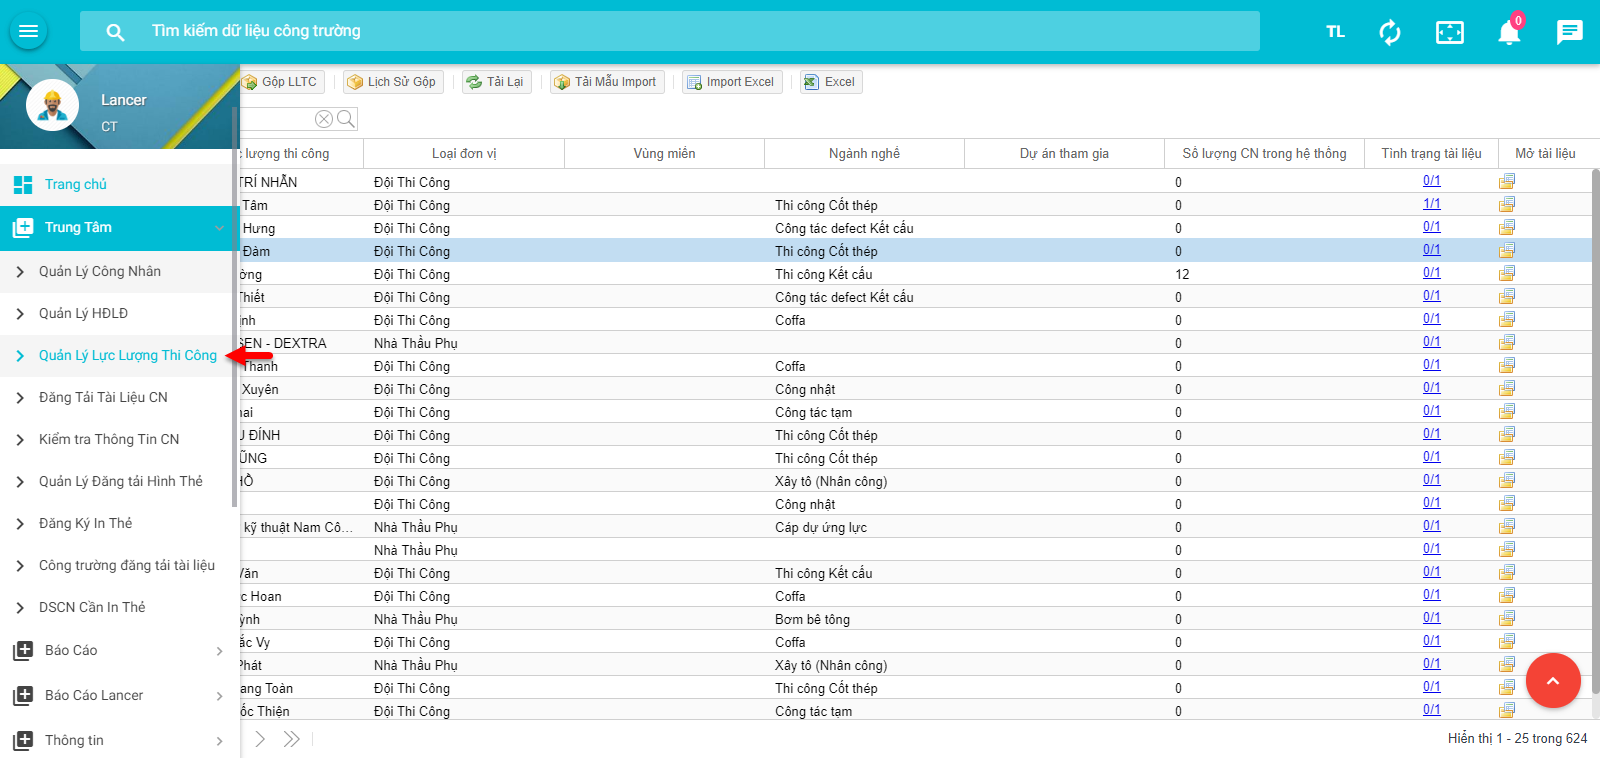 Tìm kiếm dữ liệu công trường
TL
0
Lancer
CT
Trang chủ
Trung Tâm
Quản Lý Công Nhân
Quản Lý HĐLĐ
Quản Lý Lực Lượng Thi Công
Đăng Tải Tài Liệu CN
Kiểm tra Thông Tin CN
Quản Lý Đăng tải Hình Thẻ
Đăng Ký In Thẻ
Công trường đăng tải tài liệu
DSCN Cần In Thẻ
Báo Cáo
Báo Cáo Lancer
Thông tin
Gộp LLTC Lịch Sử Gộp Tải Lại Tải Mẫu Import Import Excel Excel
lượng thi công Loại đơn vị Vùng miền Ngành nghề Dự án tham gia Số lượng CN trong hệ thống Tình trạng tài liệu Mở tài liệu
TRÍ NHẪN Đội Thi Công 0 0/1
Tâm Đội Thi Công Thi công Cốt thép 0 1/1
Hưng Đội Thi Công Công tác defect Kết cấu 0 0/1
Đàm Đội Thi Công Thi công Cốt thép 0 0/1
ờng Đội Thi Công Thi công Kết cấu 12 0/1
Thiết Đội Thi Công Công tác defect Kết cấu 0 0/1
ịnh Đội Thi Công Coffa 0 0/1
SEN - DEXTRA Nhà Thầu Phụ 0 0/1
Thanh Đội Thi Công Coffa 0 0/1
Xuyên Đội Thi Công Công nhật 0 0/1
hai Đội Thi Công Công tác tạm 0 0/1
U ĐÍNH Đội Thi Công Thi công Cốt thép 0 0/1
ŨNG Đội Thi Công Thi công Cốt thép 0 0/1
HỒ Đội Thi Công Xây tô (Nhân công) 0 0/1
Đội Thi Công Công nhật 0 0/1
kỹ thuật Nam Cô... Nhà Thầu Phụ Cáp dự ứng lực 0 0/1
Nhà Thầu Phụ 0 0/1
Văn Đội Thi Công Thi công Kết cấu 0 0/1
c Hoan Đội Thi Công Coffa 0 0/1
ỳnh Nhà Thầu Phụ Bơm bê tông 0 0/1
ắc Vy Đội Thi Công Coffa 0 0/1
Phát Nhà Thầu Phụ Xây tô (Nhân công) 0 0/1
ang Toàn Đội Thi Công Thi công Cốt thép 0 0/1
ốc Thiện Đội Thi Công Công tác tạm 0 0/1
Hiển thị 1 - 25 trong 624